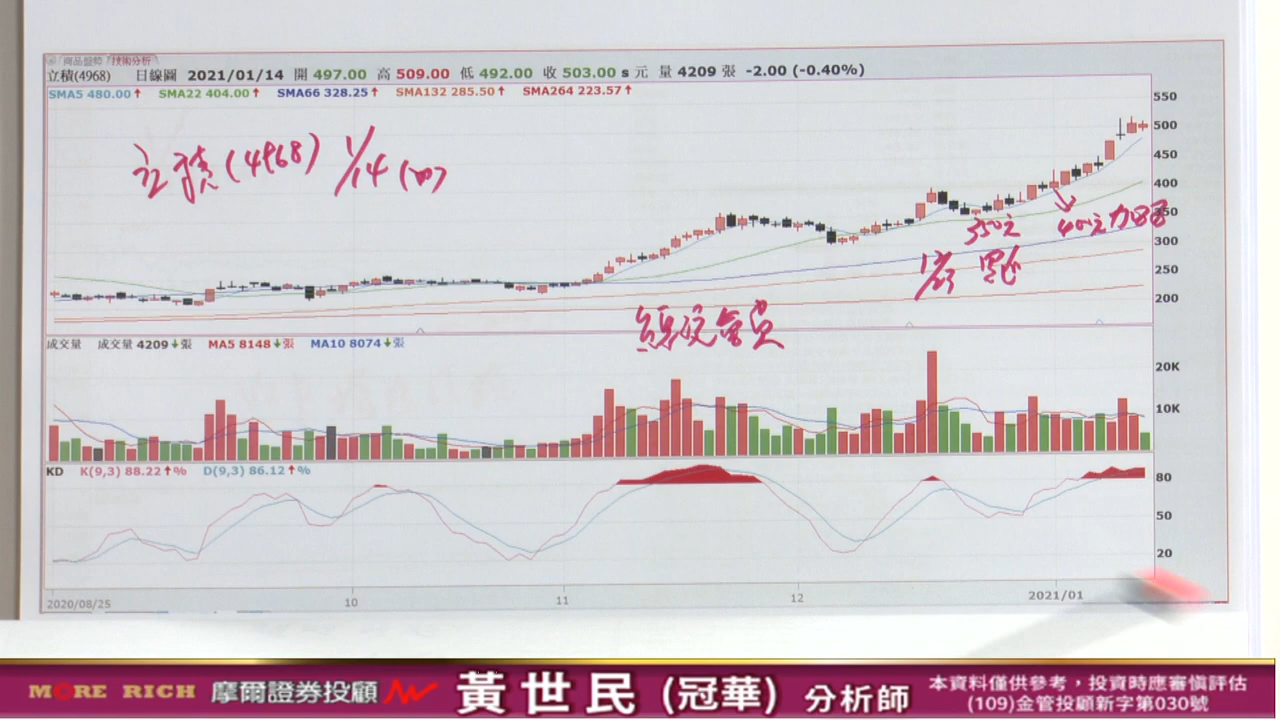 商品盤勢 技術分析
立積(4968) 日線圖 2021/01/14 開 497.00 高 509.00 低 492.00 收 503.00 s 元 量 4209 張 -2.00 (-0.40%)
SMA5 480.00↑ SMA22 404.00↑ SMA66 328.25↑ SMA132 285.50↑ SMA264 223.57↑
550
500
450
400
350
300
250
200
立積(4968) 1/14(四)
350元
400元加碼
成交量 成交量 4209↓張 MA5 8148↓張 MA10 8074↓張
20K
10K
KD K(9,3) 88.22↑% D(9,3) 86.12↑%
80
50
20
2020/08/25 10 11 12 2021/01
MORE RICH 摩爾證券投顧 黃世民(冠華)分析師
本資料僅供參考，投資時應審慎評估
(109)金管投顧新字第030號